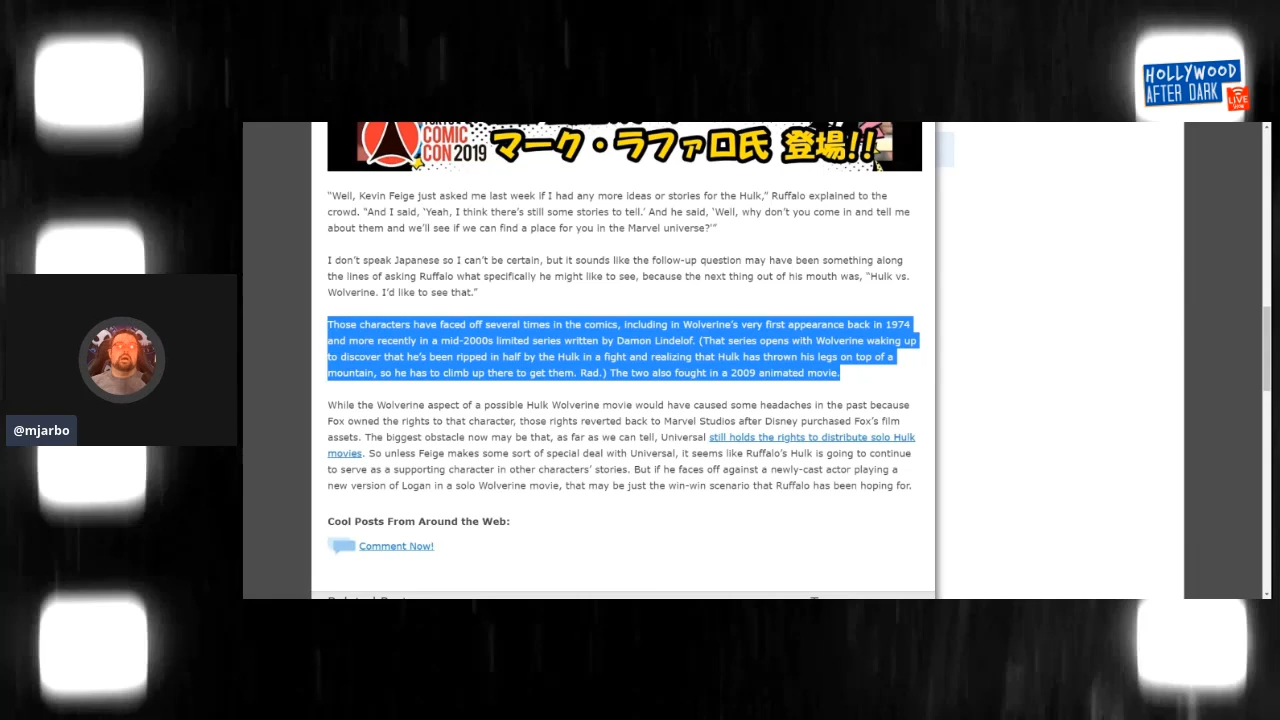 HOLLYWOOD
AFTER DARK
LIVE
SHOW
COMIC
CON 2019 マーク・ラファロ氏 登場!!
“Well, Kevin Feige just asked me last week if I had any more ideas or stories for the Hulk,” Ruffalo explained to the
crowd. “And I said, ‘Yeah, I think there’s still some stories to tell.’ And he said, ‘Well, why don’t you come in and tell me
about them and we’ll see if we can find a place for you in the Marvel universe?’”
I don’t speak Japanese so I can’t be certain, but it sounds like the follow-up question may have been something along
the lines of asking Ruffalo what specifically he might like to see, because the next thing out of his mouth was, “Hulk vs.
Wolverine. I’d like to see that.”
Those characters have faced off several times in the comics, including in Wolverine’s very first appearance back in 1974
and more recently in a mid-2000s limited series written by Damon Lindelof. (That series opens with Wolverine waking up
to discover that he’s been ripped in half by the Hulk in a fight and realizing that Hulk has thrown his legs on top of a
mountain, so he has to climb up there to get them. Rad.) The two also fought in a 2009 animated movie.
While the Wolverine aspect of a possible Hulk Wolverine movie would have caused some headaches in the past because
Fox owned the rights to that character, those rights reverted back to Marvel Studios after Disney purchased Fox’s film
assets. The biggest obstacle now may be that, as far as we can tell, Universal still holds the rights to distribute solo Hulk
movies. So unless Feige makes some sort of special deal with Universal, it seems like Ruffalo’s Hulk is going to continue
to serve as a supporting character in other characters’ stories. But if he faces off against a newly-cast actor playing a
new version of Logan in a solo Wolverine movie, that may be just the win-win scenario that Ruffalo has been hoping for.
@mjarbo
Cool Posts From Around the Web:
Comment Now!